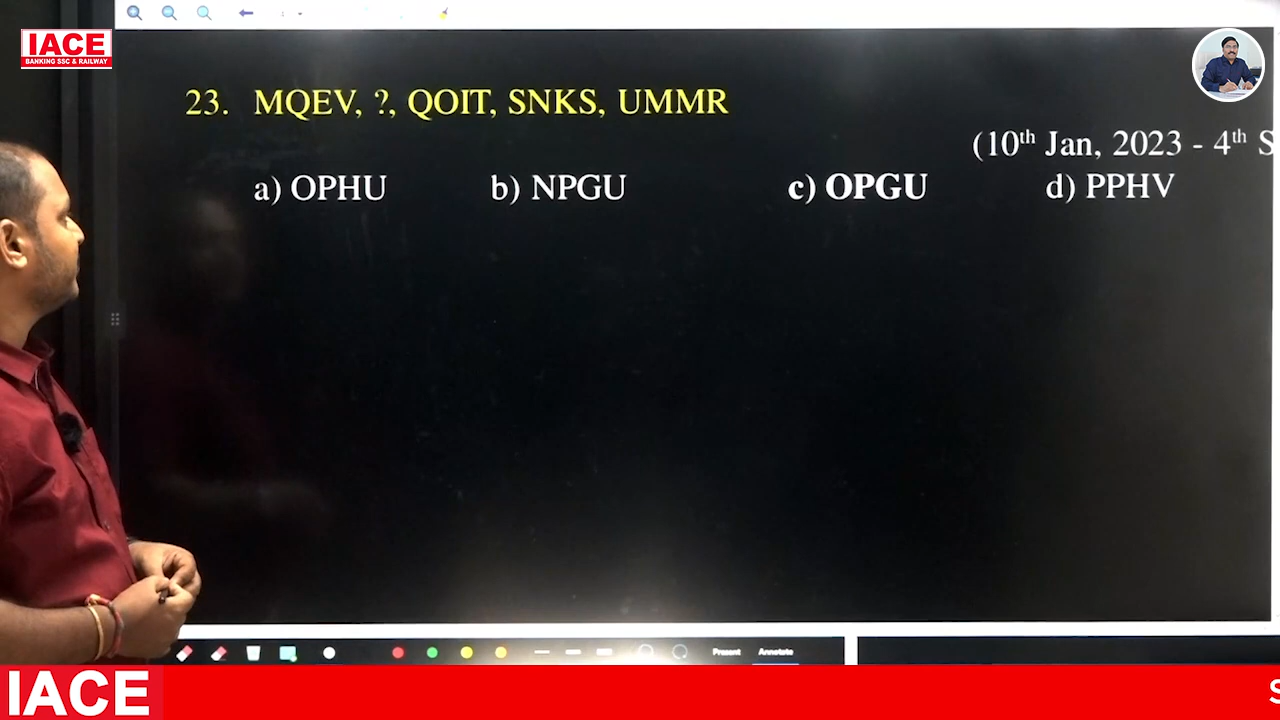 IACE
BANKING SSC & RAILWAY
23. MQEV, ?, QOIT, SNKS, UMMR
(10th Jan, 2023 - 4th S
a) OPHU b) NPGU c) OPGU d) PPHV
Present Annotate
IACE
S